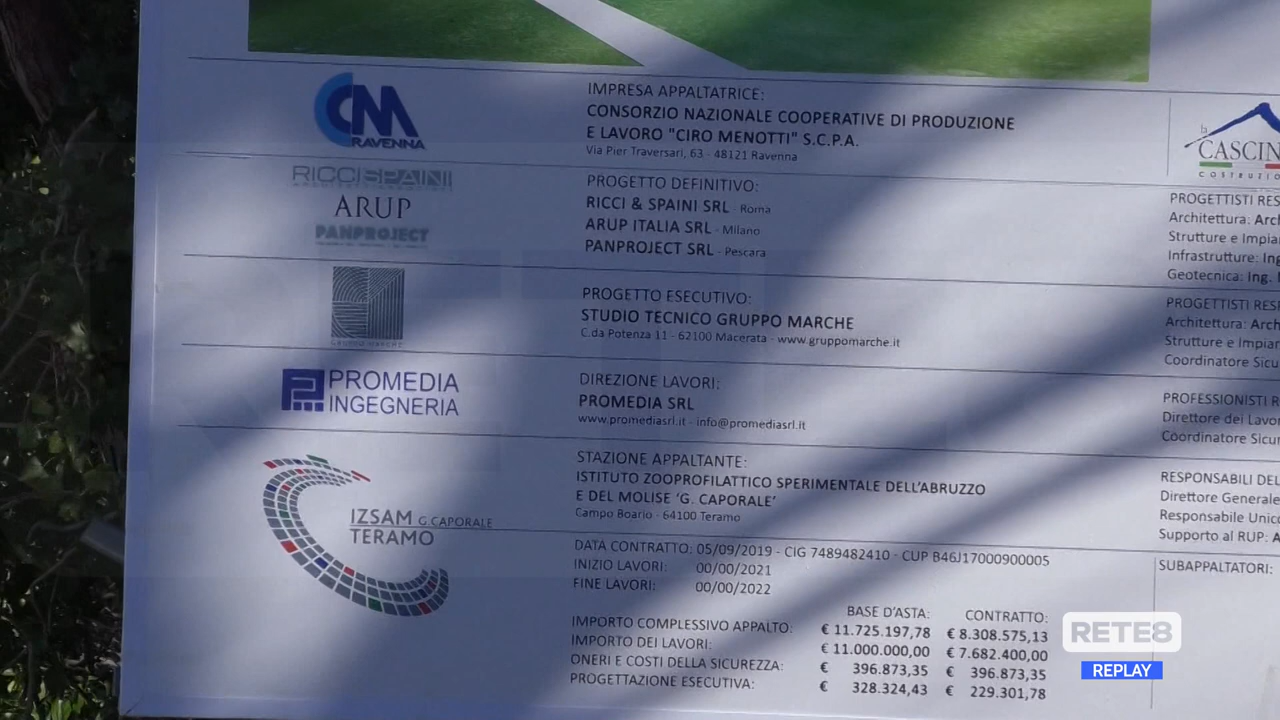 CM
RAVENNA
IMPRESA APPALTATRICE:
CONSORZIO NAZIONALE COOPERATIVE DI PRODUZIONE
E LAVORO "CIRO MENOTTI" S.C.P.A.
Via Pier Traversari, 63 - 48121 Ravenna
la
CASCIN
COSTRUZIO
RICCISPAINI
ARUP
PANPROJECT
PROGETTO DEFINITIVO:
RICCI & SPAINI SRL - Roma
ARUP ITALIA SRL - Milano
PANPROJECT SRL - Pescara
PROGETTISTI RES
Architettura: Arc
Strutture e Impian
Infrastrutture: Ing
Geotecnica: Ing.
GRUPPO MARCHE
PROGETTO ESECUTIVO:
STUDIO TECNICO GRUPPO MARCHE
C.da Potenza 11 - 62100 Macerata - www.gruppomarche.it
PROGETTISTI RES
Architettura: Arch
Strutture e Impian
Coordinatore Sicu
PROMEDIA
INGEGNERIA
DIREZIONE LAVORI:
PROMEDIA SRL
www.promediasrl.it - info@promediasrl.it
PROFESSIONISTI R
Direttore dei Lavor
Coordinatore Sicur
IZSAM G.CAPORALE
TERAMO
STAZIONE APPALTANTE:
ISTITUTO ZOOPROFILATTICO SPERIMENTALE DELL'ABRUZZO
E DEL MOLISE 'G. CAPORALE'
Campo Boario - 64100 Teramo
RESPONSABILI DEL
Direttore Generale
Responsabile Unic
Supporto al RUP: A
DATA CONTRATTO: 05/09/2019 - CIG 7489482410 - CUP B46J17000900005
INIZIO LAVORI: 00/00/2021
FINE LAVORI: 00/00/2022
SUBAPPALTATORI:
BASE D'ASTA: CONTRATTO:
IMPORTO COMPLESSIVO APPALTO: € 11.725.197,78 € 8.308.575,13
IMPORTO DEI LAVORI: € 11.000.000,00 € 7.682.400,00
ONERI E COSTI DELLA SICUREZZA: € 396.873,35 € 396.873,35
PROGETTAZIONE ESECUTIVA: € 328.324,43 € 229.301,78
RETE8
REPLAY